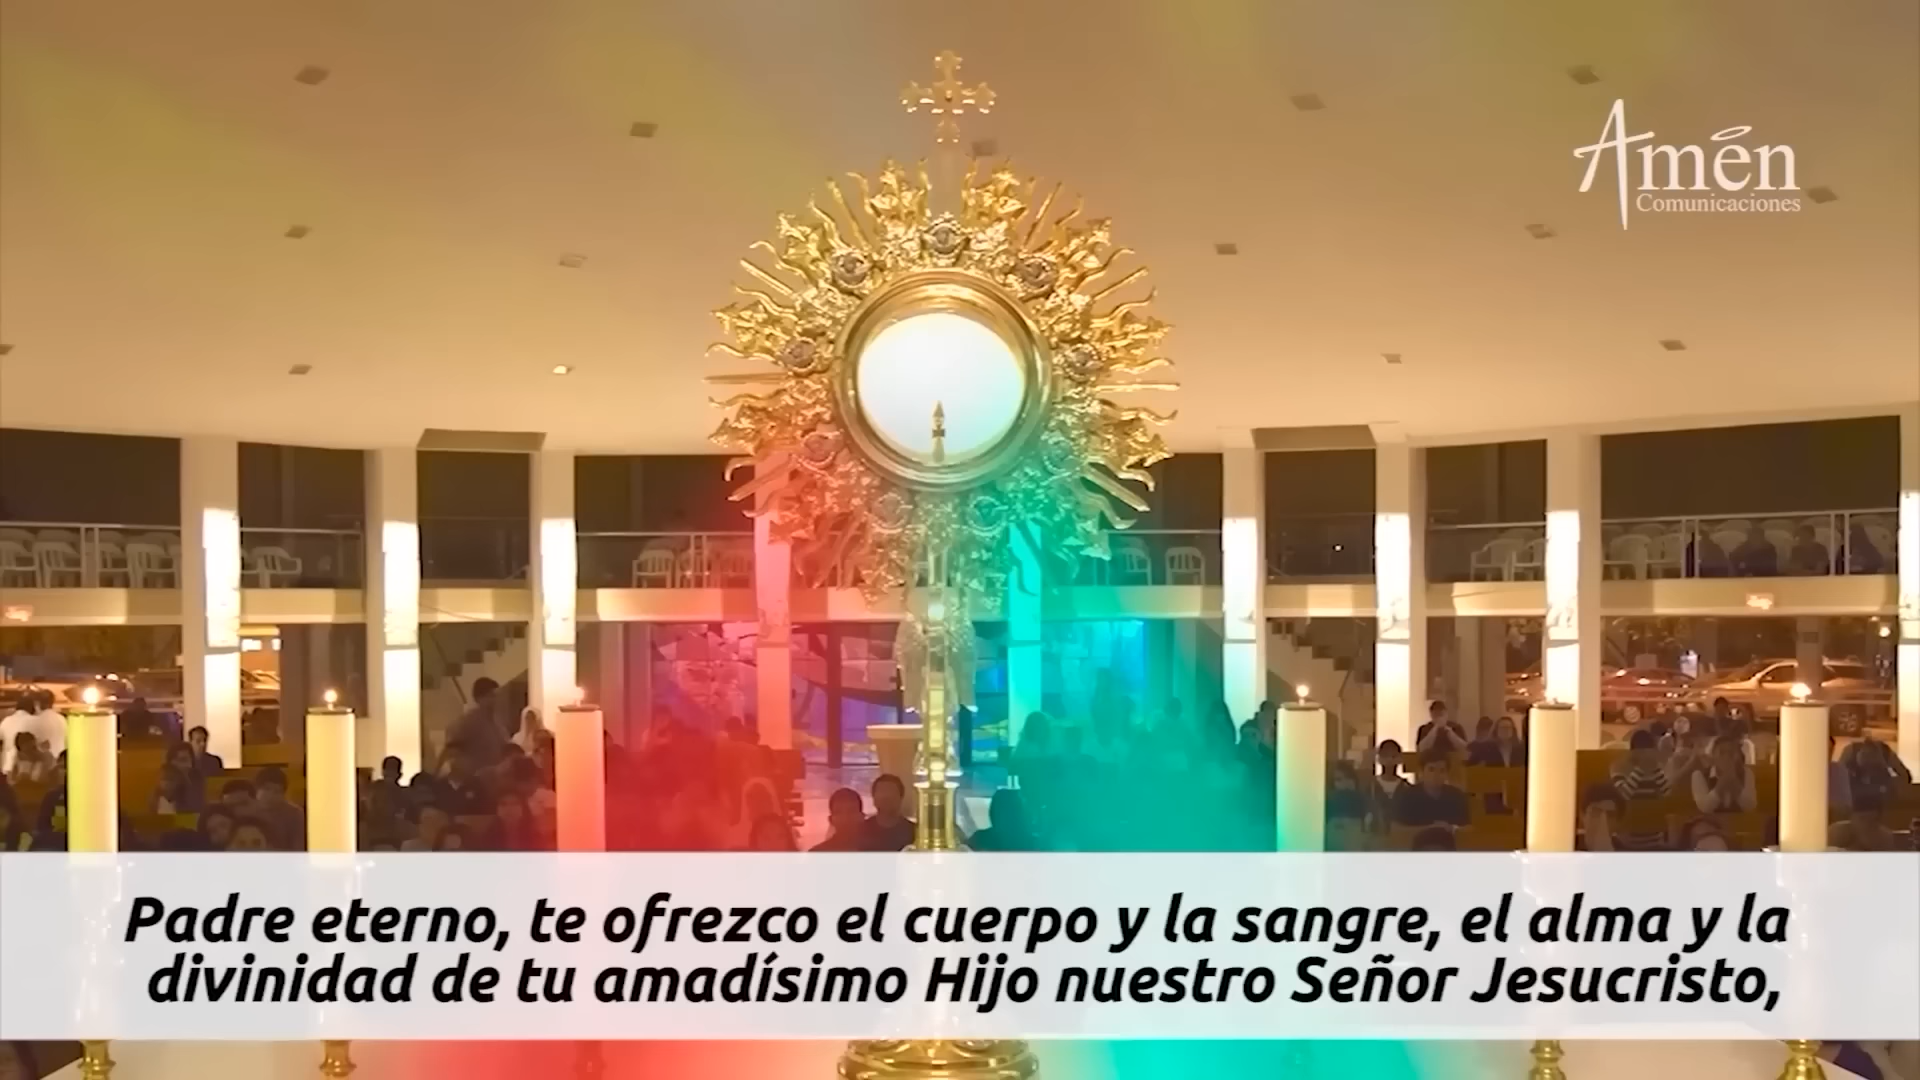 Amén
Comunicaciones
Padre eterno, te ofrezco el cuerpo y la sangre, el alma y la
divinidad de tu amadísimo Hijo nuestro Señor Jesucristo,